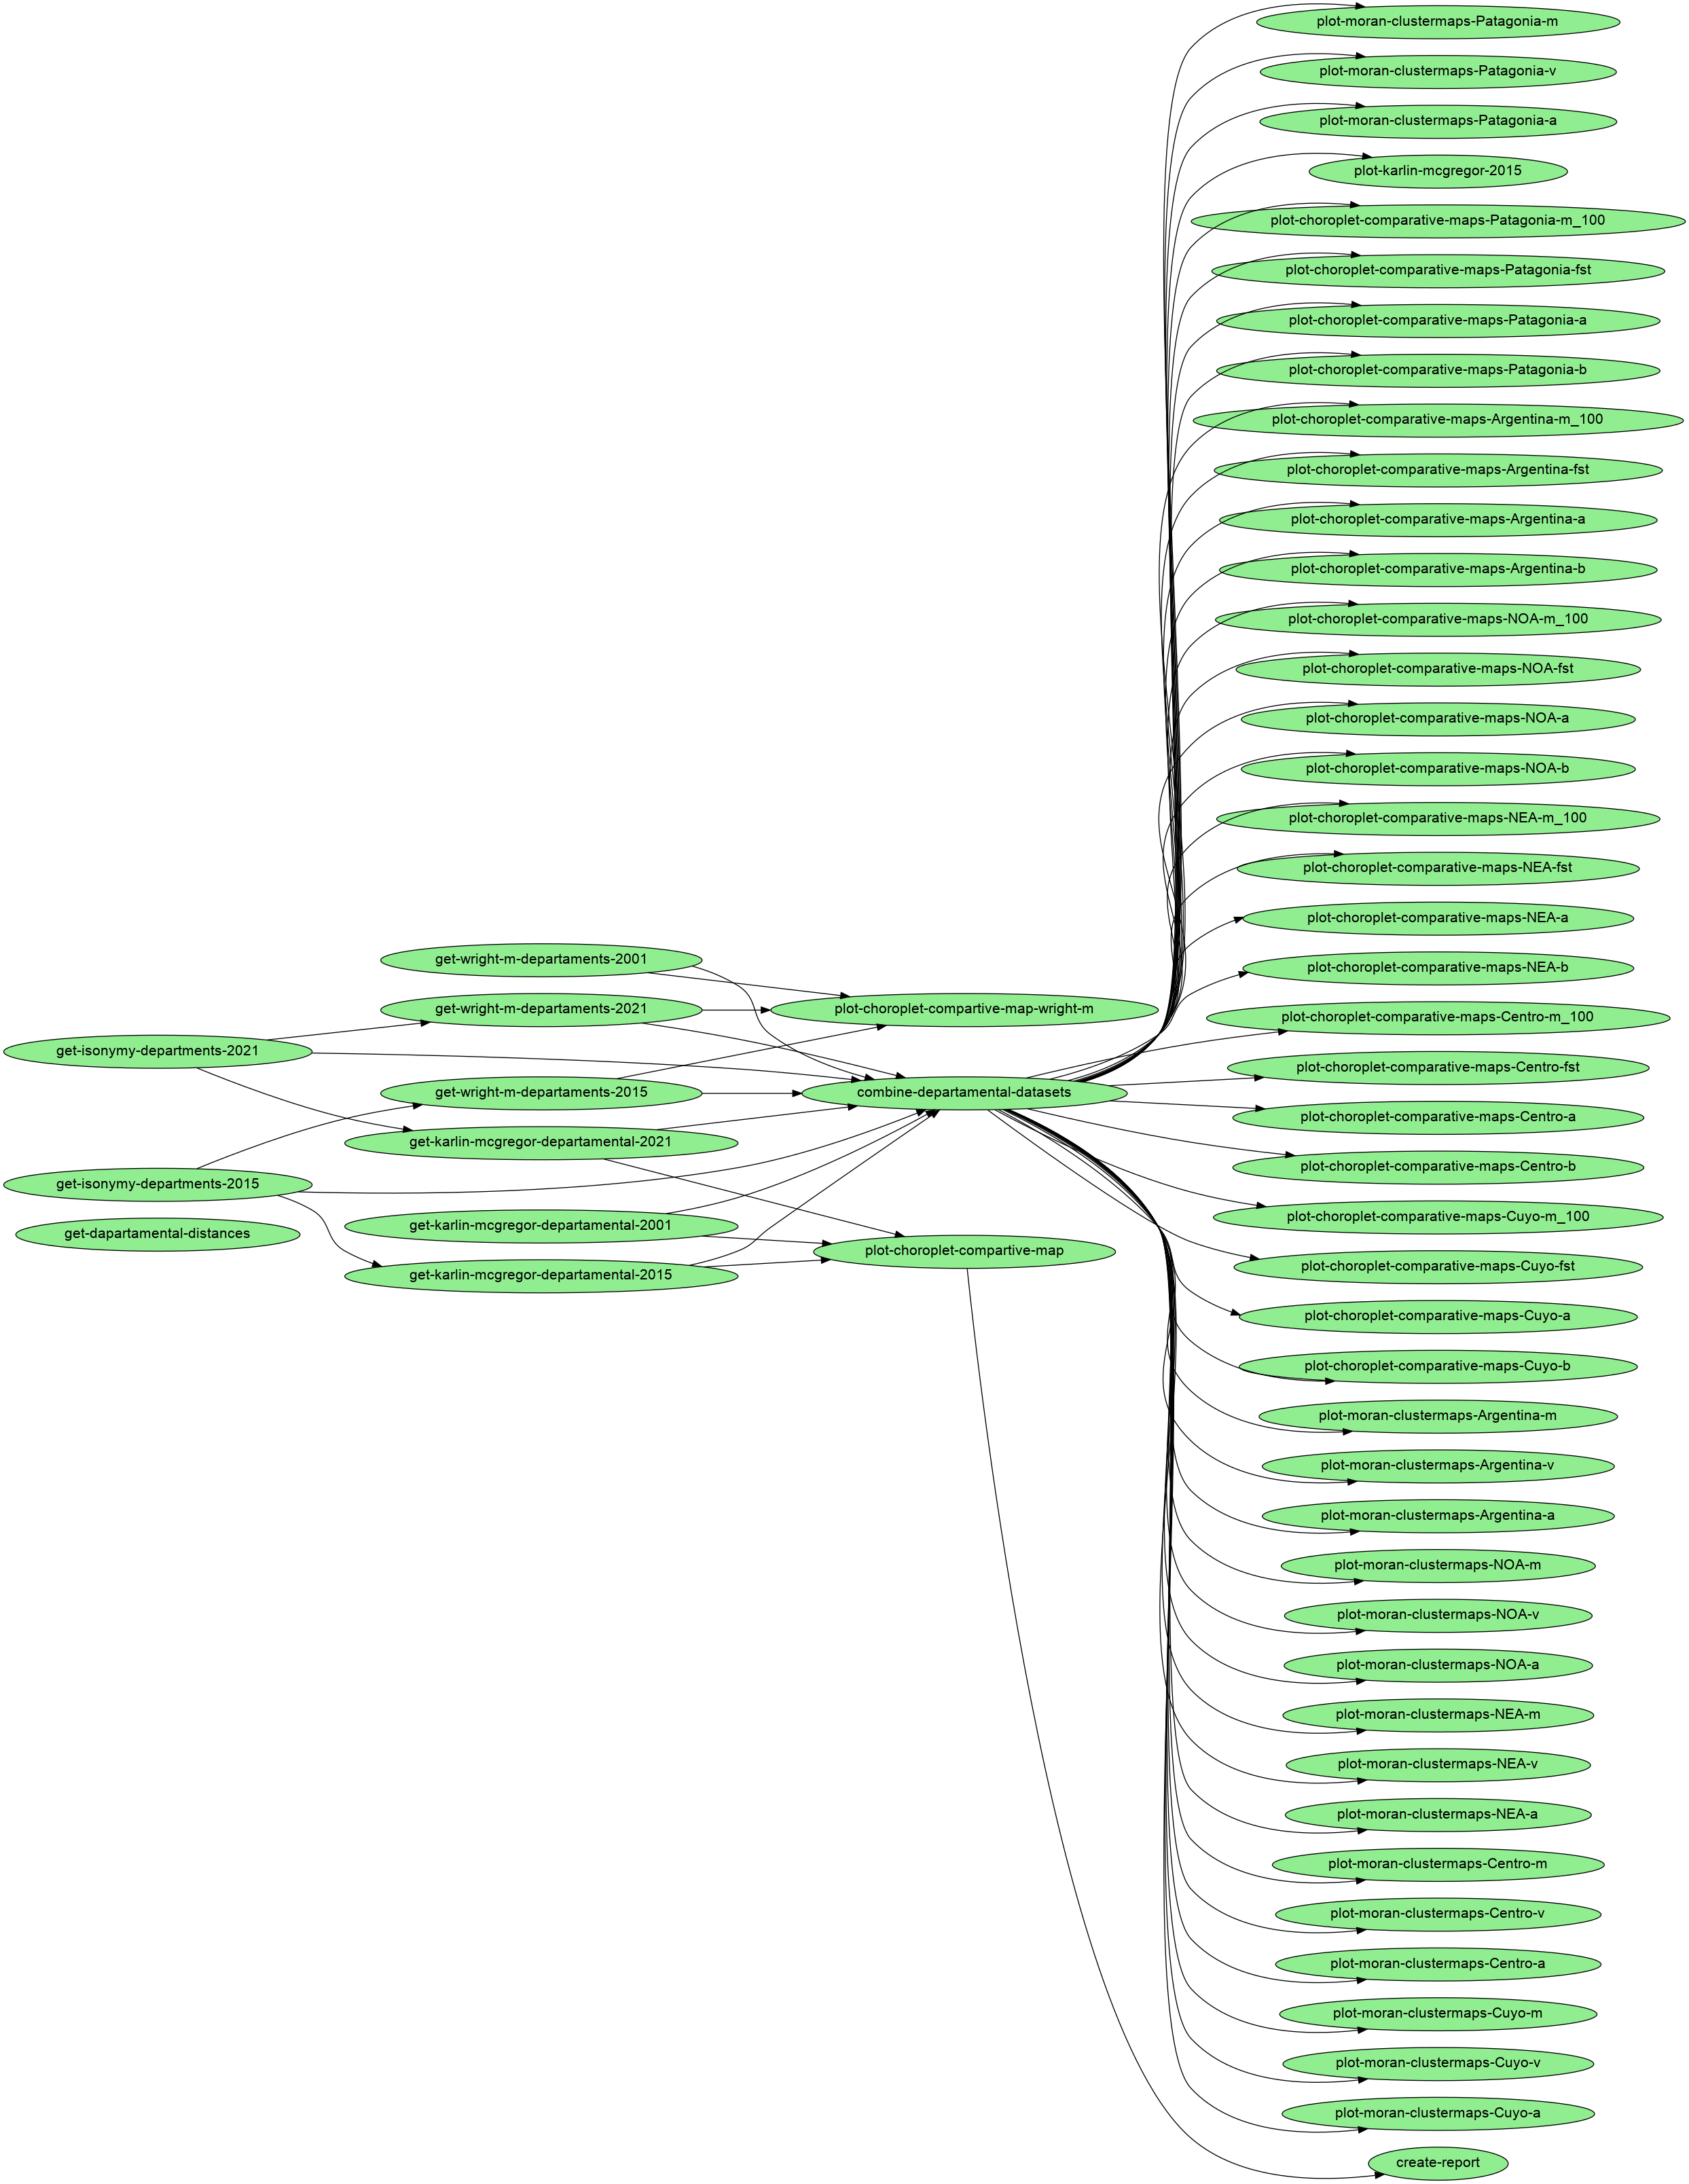 get-isonymy-departments-2021
get-isonymy-departments-2015
get-dapartamental-distances
get-wright-m-departaments-2001
get-wright-m-departaments-2021
get-wright-m-departaments-2015
get-karlin-mcgregor-departamental-2021
get-karlin-mcgregor-departamental-2001
get-karlin-mcgregor-departamental-2015
plot-choroplet-compartive-map-wright-m
combine-departamental-datasets
plot-choroplet-compartive-map
plot-moran-clustermaps-Patagonia-m
plot-moran-clustermaps-Patagonia-v
plot-moran-clustermaps-Patagonia-a
plot-karlin-mcgregor-2015
plot-choroplet-comparative-maps-Patagonia-m_100
plot-choroplet-comparative-maps-Patagonia-fst
plot-choroplet-comparative-maps-Patagonia-a
plot-choroplet-comparative-maps-Patagonia-b
plot-choroplet-comparative-maps-Argentina-m_100
plot-choroplet-comparative-maps-Argentina-fst
plot-choroplet-comparative-maps-Argentina-a
plot-choroplet-comparative-maps-Argentina-b
plot-choroplet-comparative-maps-NOA-m_100
plot-choroplet-comparative-maps-NOA-fst
plot-choroplet-comparative-maps-NOA-a
plot-choroplet-comparative-maps-NOA-b
plot-choroplet-comparative-maps-NEA-m_100
plot-choroplet-comparative-maps-NEA-fst
plot-choroplet-comparative-maps-NEA-a
plot-choroplet-comparative-maps-NEA-b
plot-choroplet-comparative-maps-Centro-m_100
plot-choroplet-comparative-maps-Centro-fst
plot-choroplet-comparative-maps-Centro-a
plot-choroplet-comparative-maps-Centro-b
plot-choroplet-comparative-maps-Cuyo-m_100
plot-choroplet-comparative-maps-Cuyo-fst
plot-choroplet-comparative-maps-Cuyo-a
plot-choroplet-comparative-maps-Cuyo-b
plot-moran-clustermaps-Argentina-m
plot-moran-clustermaps-Argentina-v
plot-moran-clustermaps-Argentina-a
plot-moran-clustermaps-NOA-m
plot-moran-clustermaps-NOA-v
plot-moran-clustermaps-NOA-a
plot-moran-clustermaps-NEA-m
plot-moran-clustermaps-NEA-v
plot-moran-clustermaps-NEA-a
plot-moran-clustermaps-Centro-m
plot-moran-clustermaps-Centro-v
plot-moran-clustermaps-Centro-a
plot-moran-clustermaps-Cuyo-m
plot-moran-clustermaps-Cuyo-v
plot-moran-clustermaps-Cuyo-a
create-report